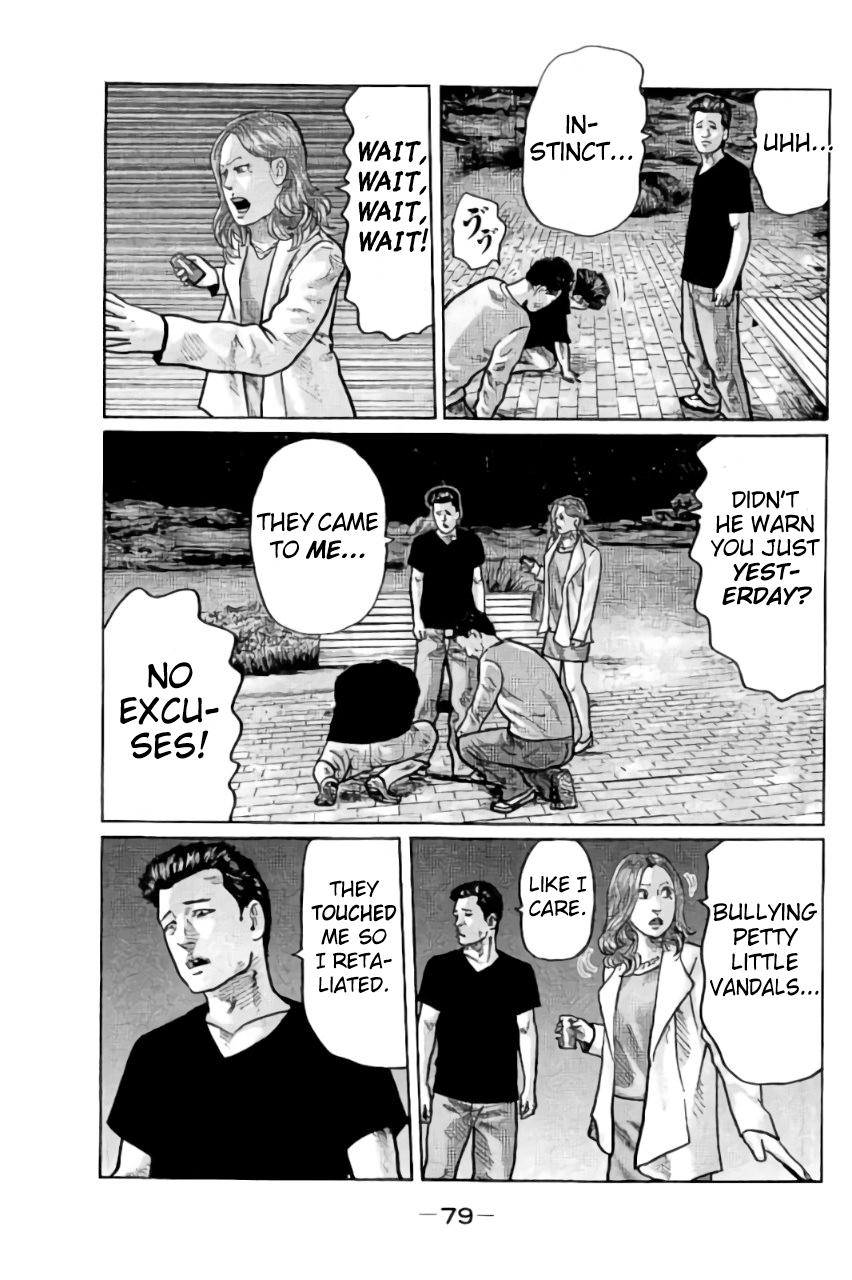 UHH...
IN-
STINCT...
ヴヴ
WAIT,
WAIT,
WAIT,
WAIT!
DIDN'T
HE WARN
YOU JUST
YEST-
ERDAY?
THEY CAME
TO ME...
NO
EXCU-
SES!
BULLYING
PETTY
LITTLE
VANDALS...
LIKE I
CARE.
THEY
TOUCHED
ME SO
I RETA-
LIATED.
-79-